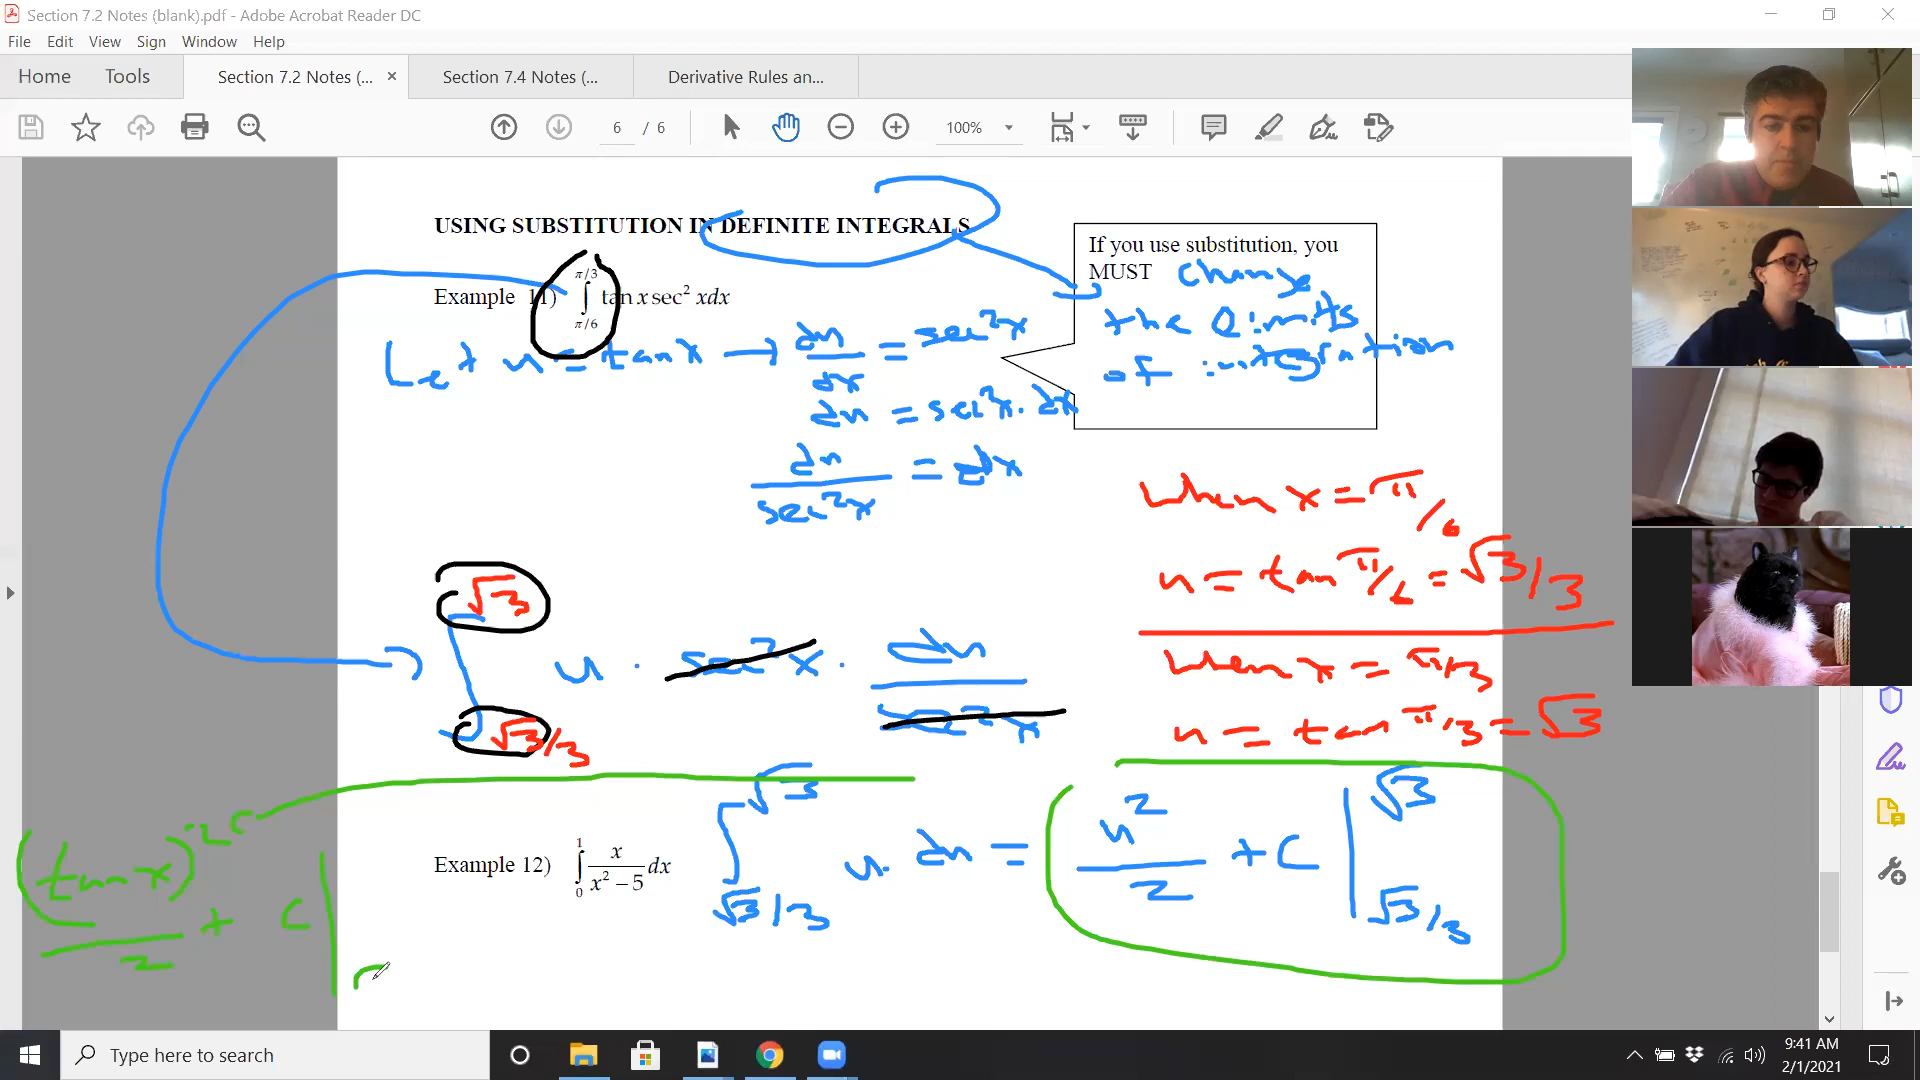 Section 7.2 Notes (blank).pdf - Adobe Acrobat Reader DC
File Edit View Sign Window Help
Home Tools Section 7.2 Notes (... × Section 7.4 Notes (... Derivative Rules an...
6 / 6 100%
USING SUBSTITUTION IN DEFINITE INTEGRALS
If you use substitution, you
MUST change
the limits
of integration
Example 11) ∫_{π/6}^{π/3} tan x sec² x dx
Let u = tan x → du/dx = sec²x
du = sec²x · dx
du/sec²x = dx
when x = π/6
u = tan π/6 = √3/3
when x = π/3
u = tan π/3 = √3
∫_{√3/3}^{√3} u · sec²x · du/sec²x
Example 12) ∫_0^1 x/(x² − 5) dx
∫_{√3/3}^{√3} u · du = u²/2 + C |_{√3/3}^{√3}
(tan x)²/2 + C |
Type here to search
9:41 AM
2/1/2021